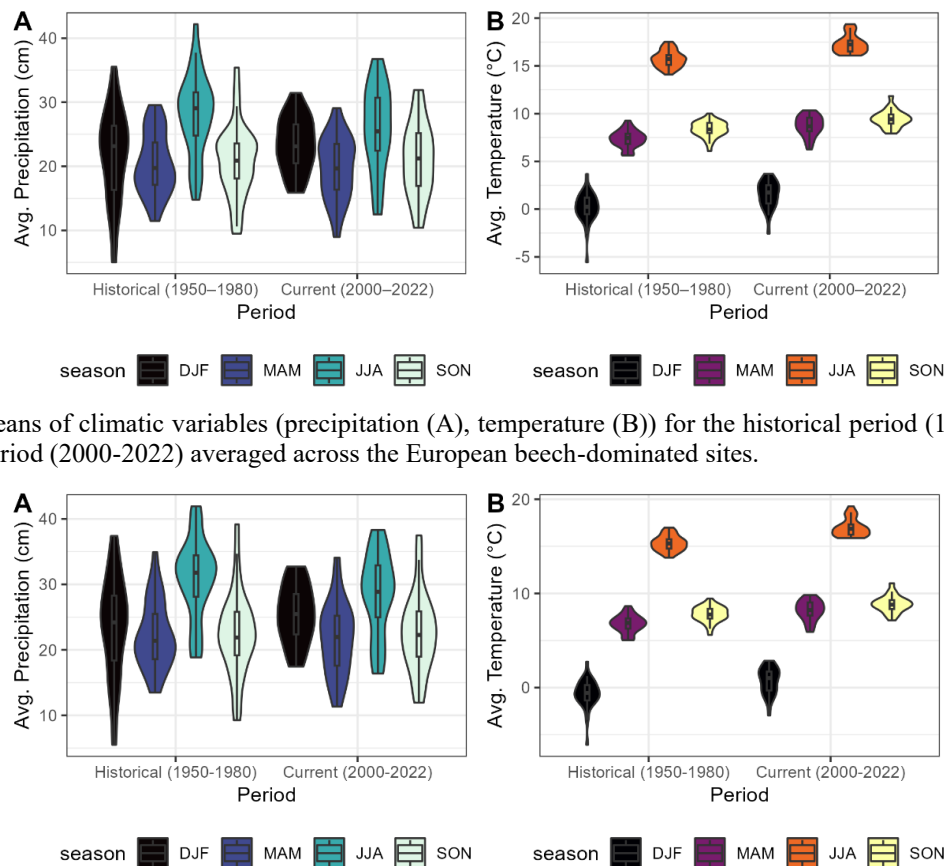 A
B
Avg. Precipitation (cm)
40
30
20
10
Historical (1950–1980)
Current (2000–2022)
Period
Avg. Temperature (°C)
20
15
10
5
0
-5
Historical (1950–1980)
Current (2000–2022)
Period
season DJF MAM JJA SON
season DJF MAM JJA SON
eans of climatic variables (precipitation (A), temperature (B)) for the historical period (1
riod (2000-2022) averaged across the European beech-dominated sites.
A
B
Avg. Precipitation (cm)
40
30
20
10
Historical (1950-1980)
Current (2000-2022)
Period
Avg. Temperature (°C)
20
10
0
Historical (1950-1980)
Current (2000-2022)
Period
season DJF MAM JJA SON
season DJF MAM JJA SON